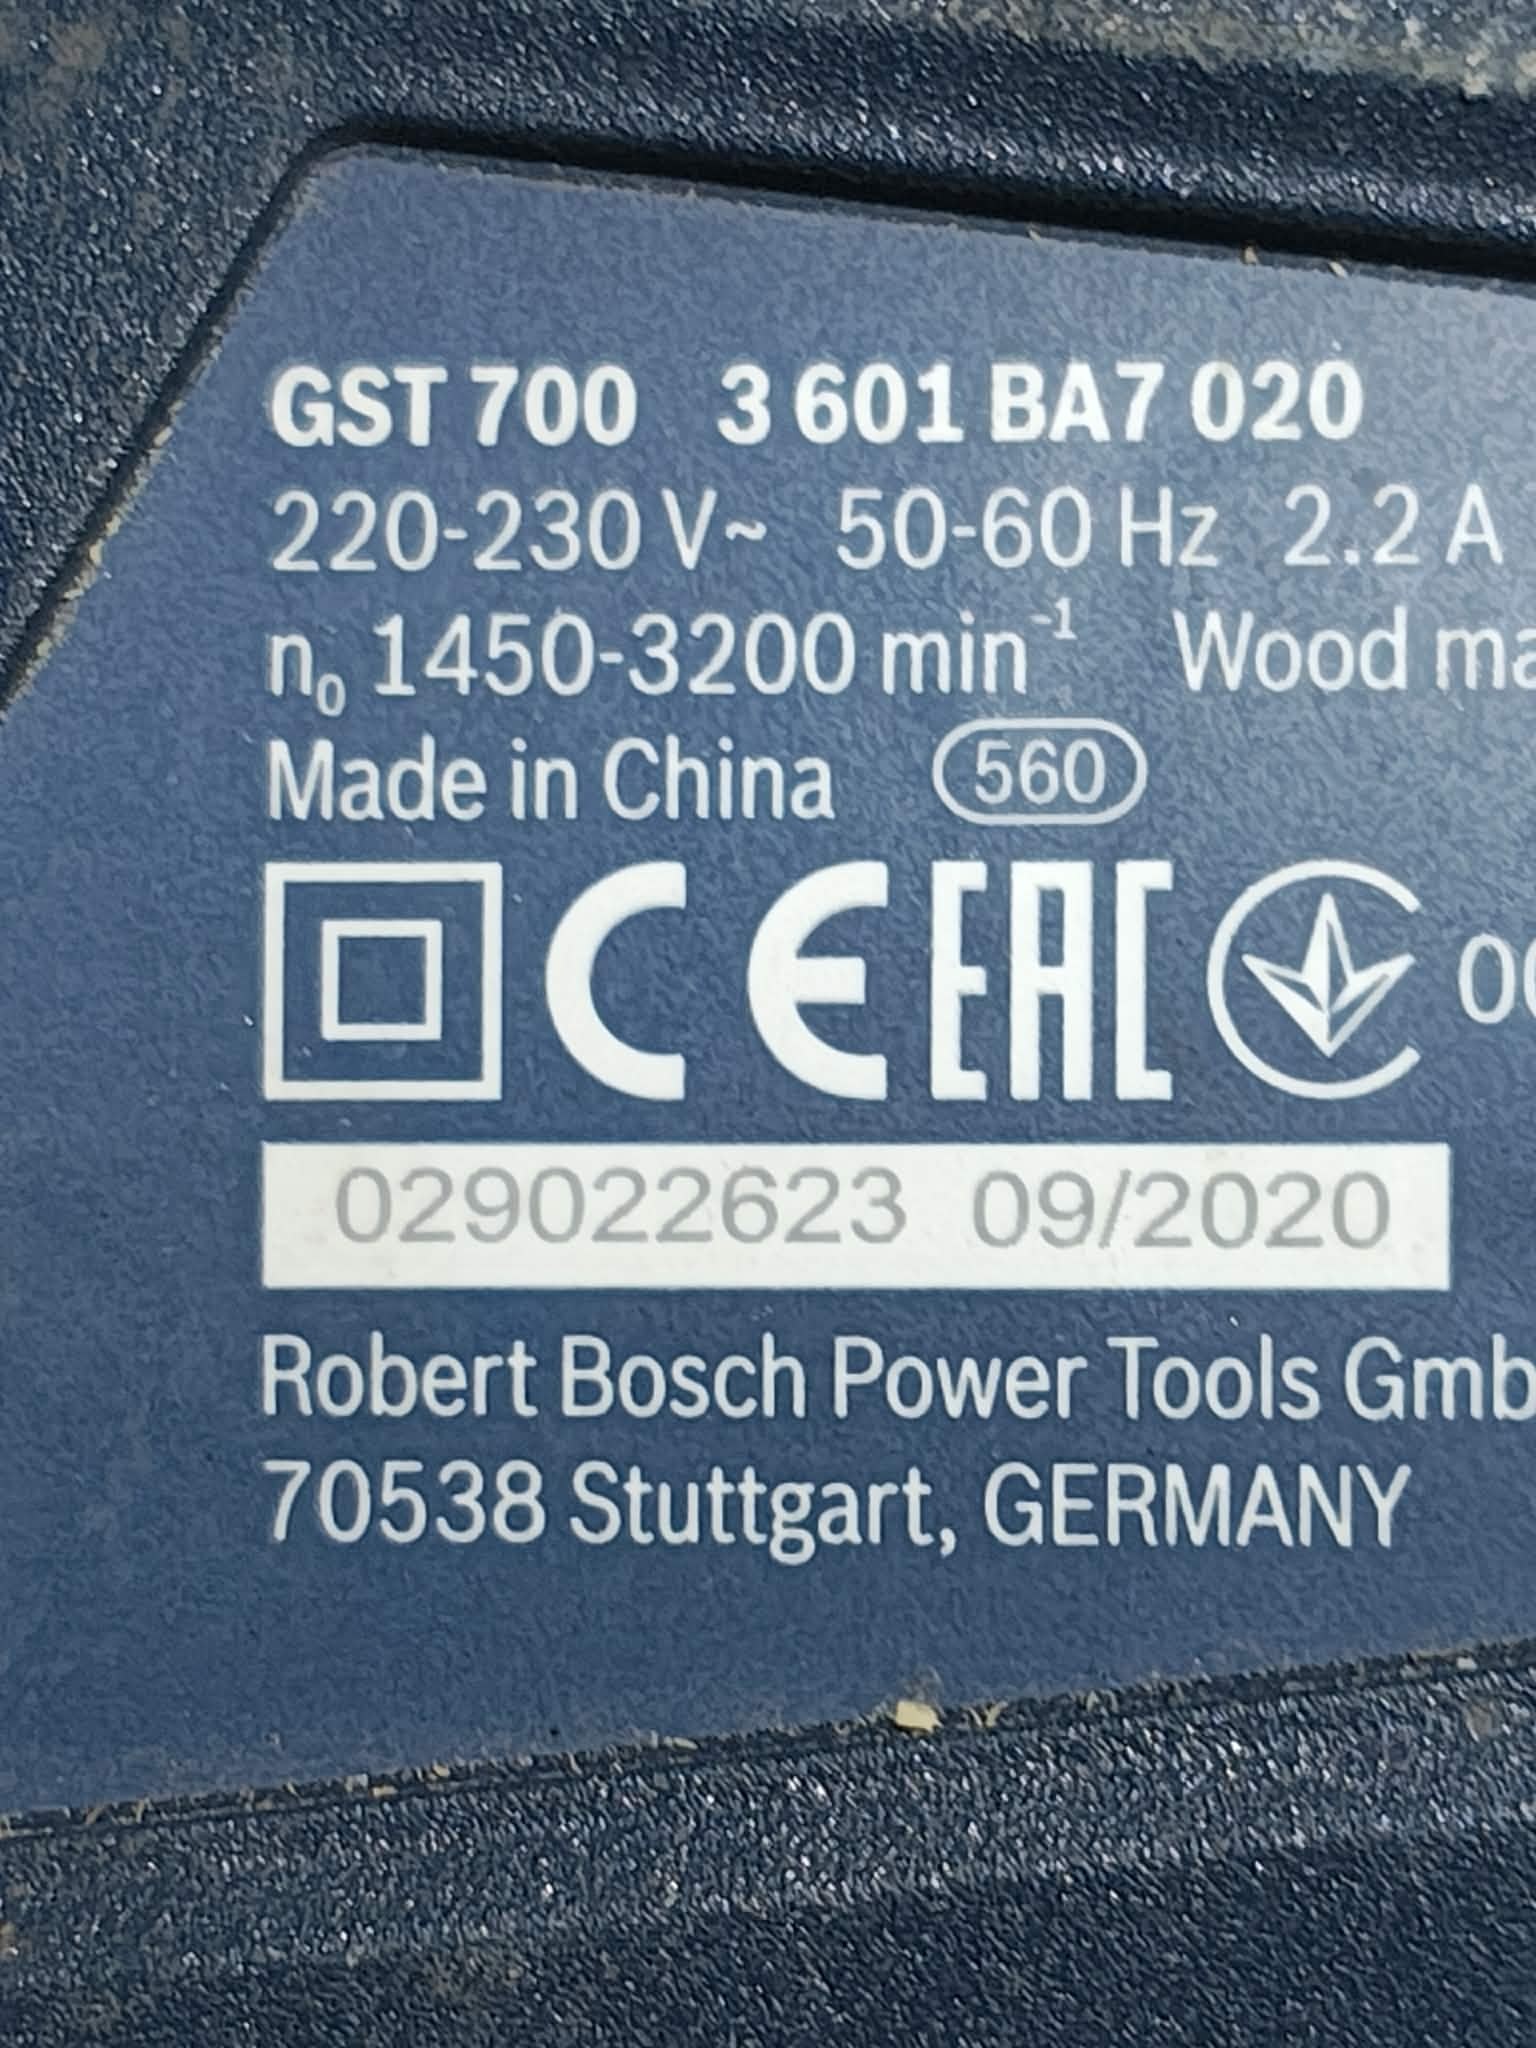 GST 700 3 601 BA7 020
220-230 V~ 50-60 Hz 2.2 A
n₀ 1450-3200 min⁻¹ Wood
Made in China 560
CE EAC
029022623 09/2020
Robert Bosch Power Tools
70538 Stuttgart, GERMANY